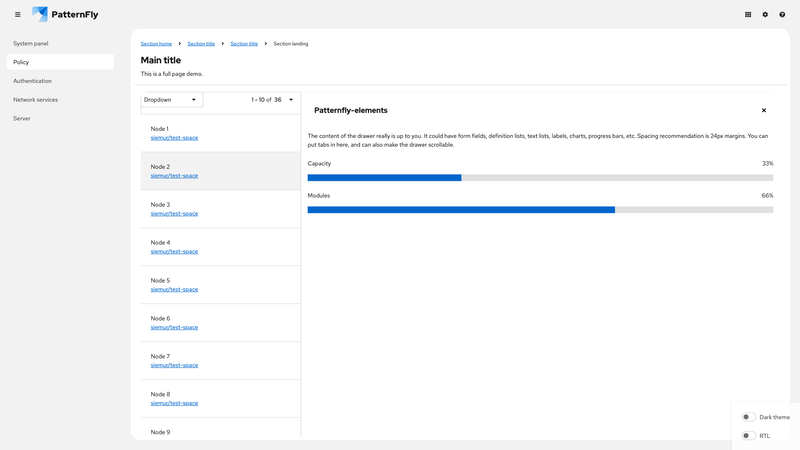 PatternFly
System panel
Policy
Authentication
Network services
Server
Section home
Section title
Section title
Section landing
Main title
This is a full page demo.
Dropdown
1 - 10 of 36
Node 1
siemur/test-space
Node 2
siemur/test-space
Node 3
siemur/test-space
Node 4
siemur/test-space
Node 5
siemur/test-space
Node 6
siemur/test-space
Node 7
siemur/test-space
Node 8
siemur/test-space
Node 9
Patternfly-elements
The content of the drawer really is up to you. It could have form fields, definition lists, text lists, labels, charts, progress bars, etc. Spacing recommendation is 24px margins. You can
put tabs in here, and can also make the drawer scrollable.
Capacity 33%
Modules 66%
Dark theme
RTL